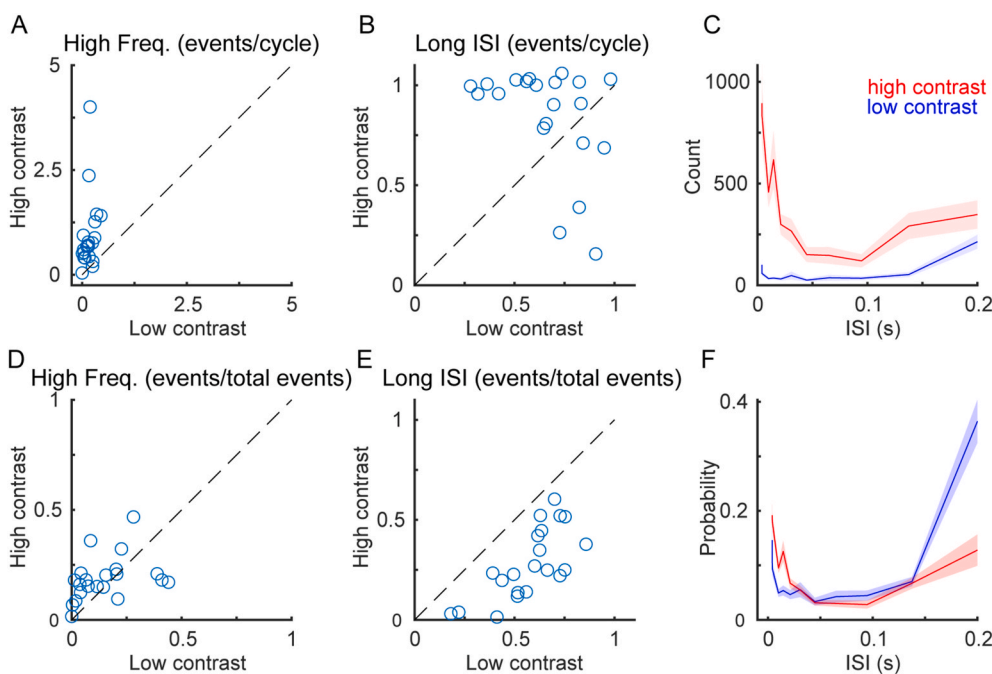 A
High Freq. (events/cycle)
5
2.5
0
High contrast
0
2.5
5
Low contrast
B
Long ISI (events/cycle)
1
0.5
0
High contrast
0
0.5
1
Low contrast
C
1000
500
0
Count
high contrast
low contrast
0
0.1
0.2
ISI (s)
D
High Freq. (events/total events)
1
0.5
0
High contrast
0
0.5
1
Low contrast
E
Long ISI (events/total events)
1
0.5
0
High contrast
0
0.5
1
Low contrast
F
0.4
0.2
0
Probability
0
0.1
0.2
ISI (s)